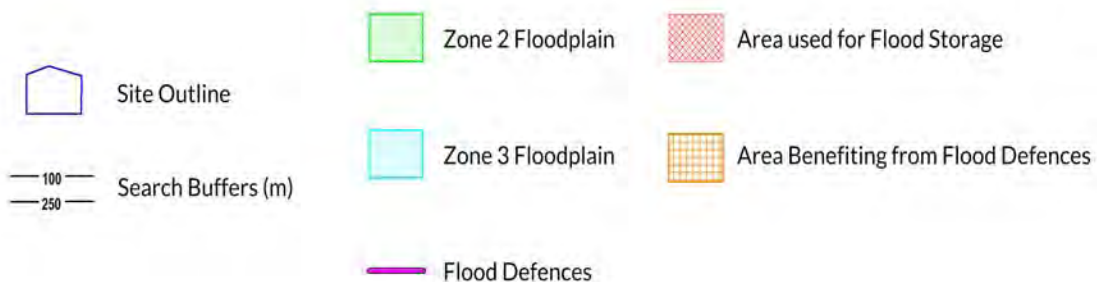 Site Outline
100
250
Search Buffers (m)
Zone 2 Floodplain
Zone 3 Floodplain
Flood Defences
Area used for Flood Storage
Area Benefiting from Flood Defences